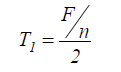 T₁ = F/n / 2